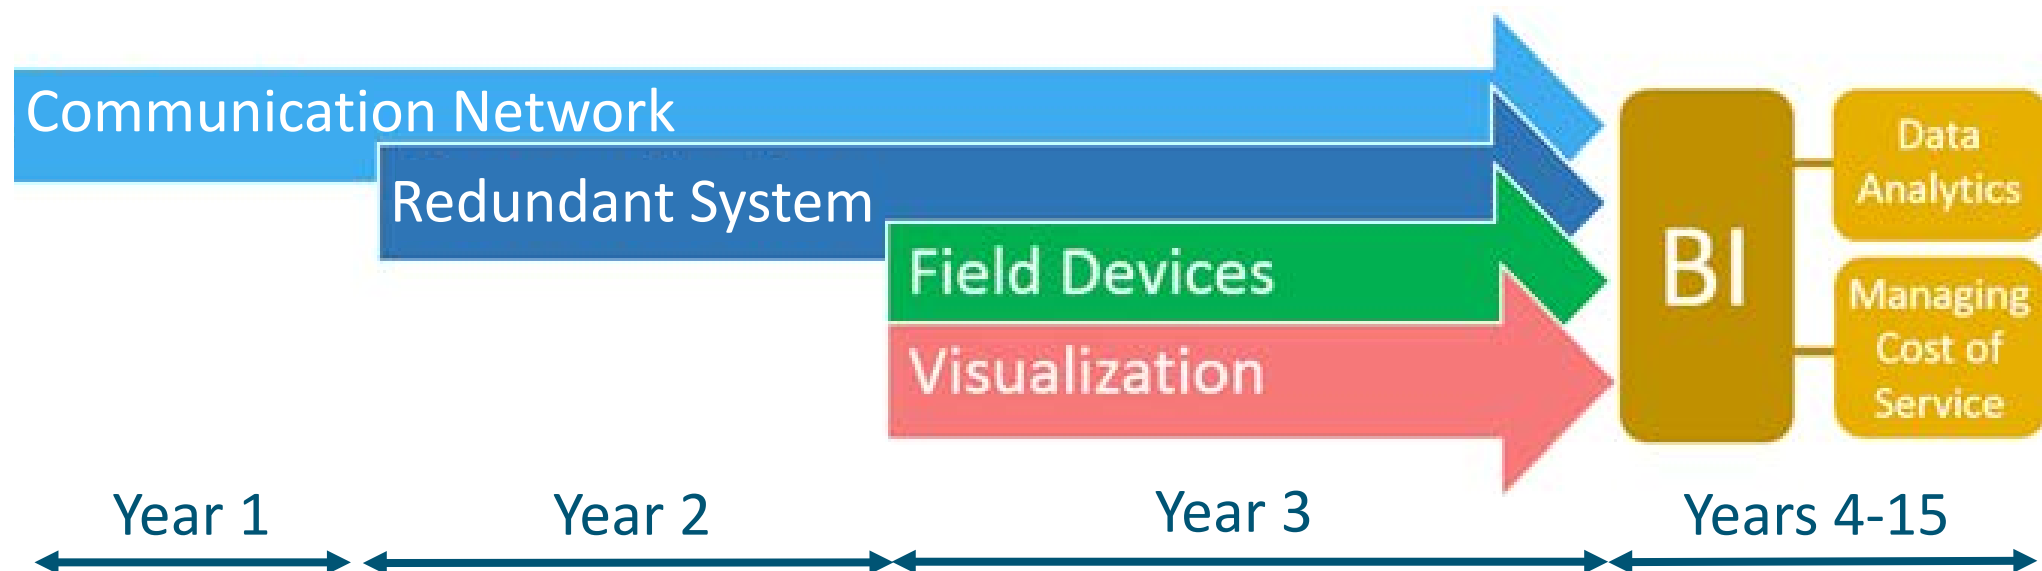 Communication Network
Redundant System
Field Devices
Visualization
BI
Data
Analytics
Managing
Cost of
Service
Year 1
Year 2
Year 3
Years 4-15